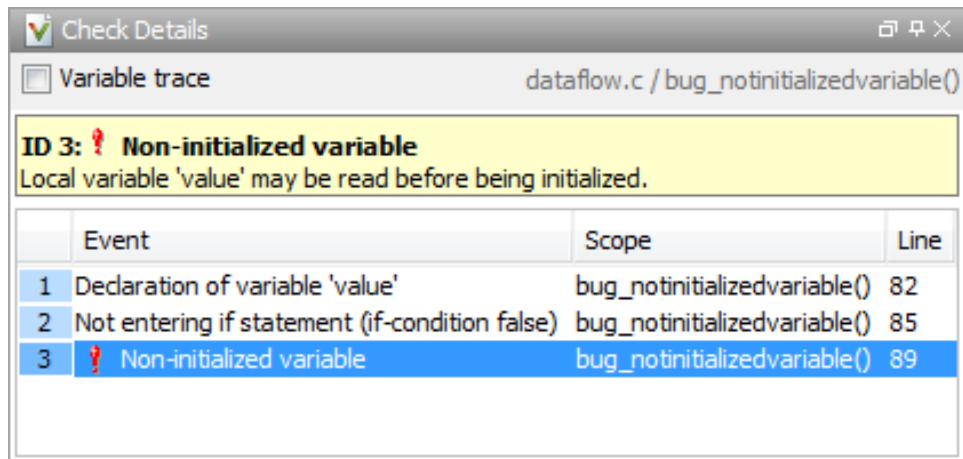 Check Details
Variable trace dataflow.c / bug_notinitializedvariable()
ID 3: Non-initialized variable
Local variable 'value' may be read before being initialized.
Event Scope Line
1 Declaration of variable 'value' bug_notinitializedvariable() 82
2 Not entering if statement (if-condition false) bug_notinitializedvariable() 85
3 Non-initialized variable bug_notinitializedvariable() 89